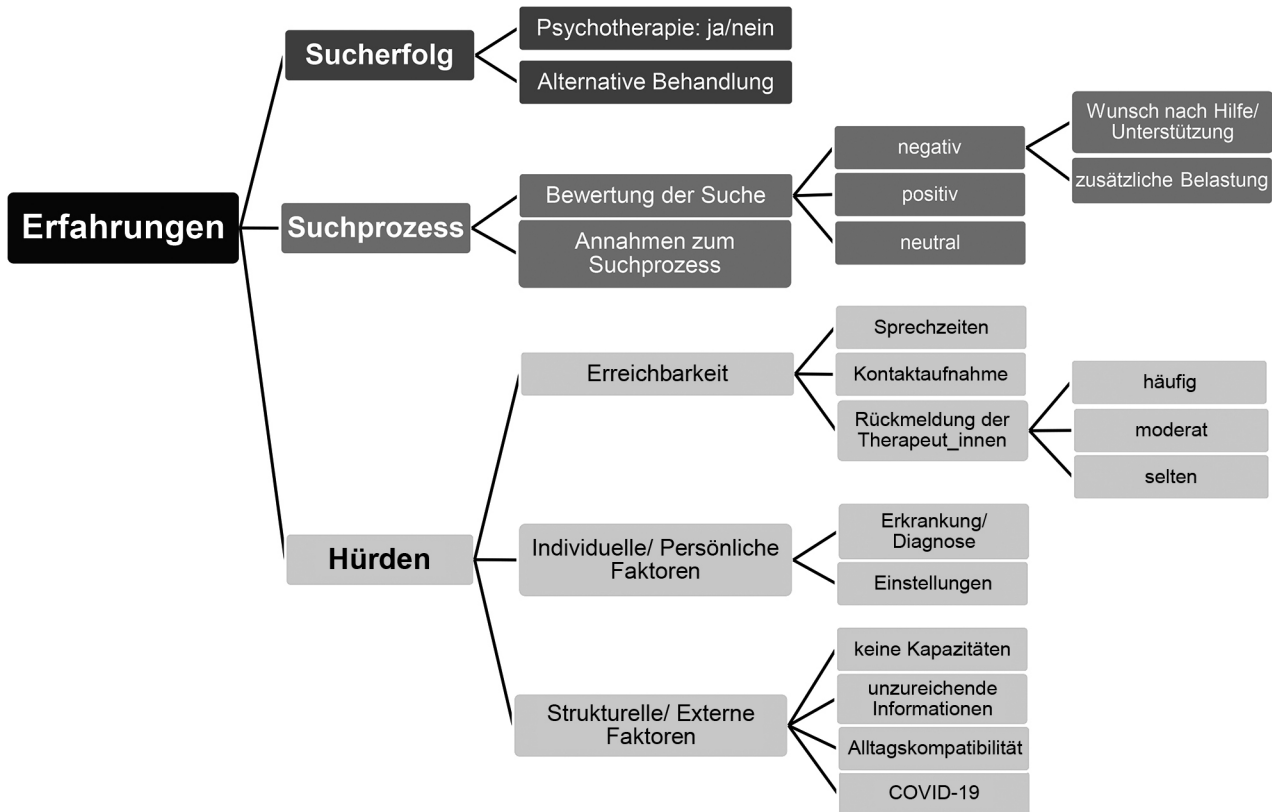 Erfahrungen
Sucherfolg
Psychotherapie: ja/nein
Alternative Behandlung
Suchprozess
Bewertung der Suche
negativ
Wunsch nach Hilfe/
Unterstützung
zusätzliche Belastung
positiv
neutral
Annahmen zum
Suchprozess
Hürden
Erreichbarkeit
Sprechzeiten
Kontaktaufnahme
Rückmeldung der
Therapeut_innen
häufig
moderat
selten
Individuelle/ Persönliche
Faktoren
Erkrankung/
Diagnose
Einstellungen
Strukturelle/ Externe
Faktoren
keine Kapazitäten
unzureichende
Informationen
Alltagskompatibilität
COVID-19